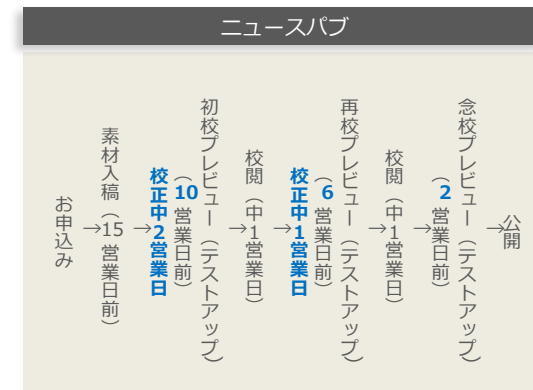 ニュースパブ
お申込み
→
素材入稿（15営業日前）
→
初校プレビュー（テストアップ）
（10営業日前）
校正中2営業日
→
校閲（中1営業日）
→
再校プレビュー（テストアップ）
（6営業日前）
校正中1営業日
→
校閲（中1営業日）
→
念校プレビュー（テストアップ）
（2営業日前）
→
公開